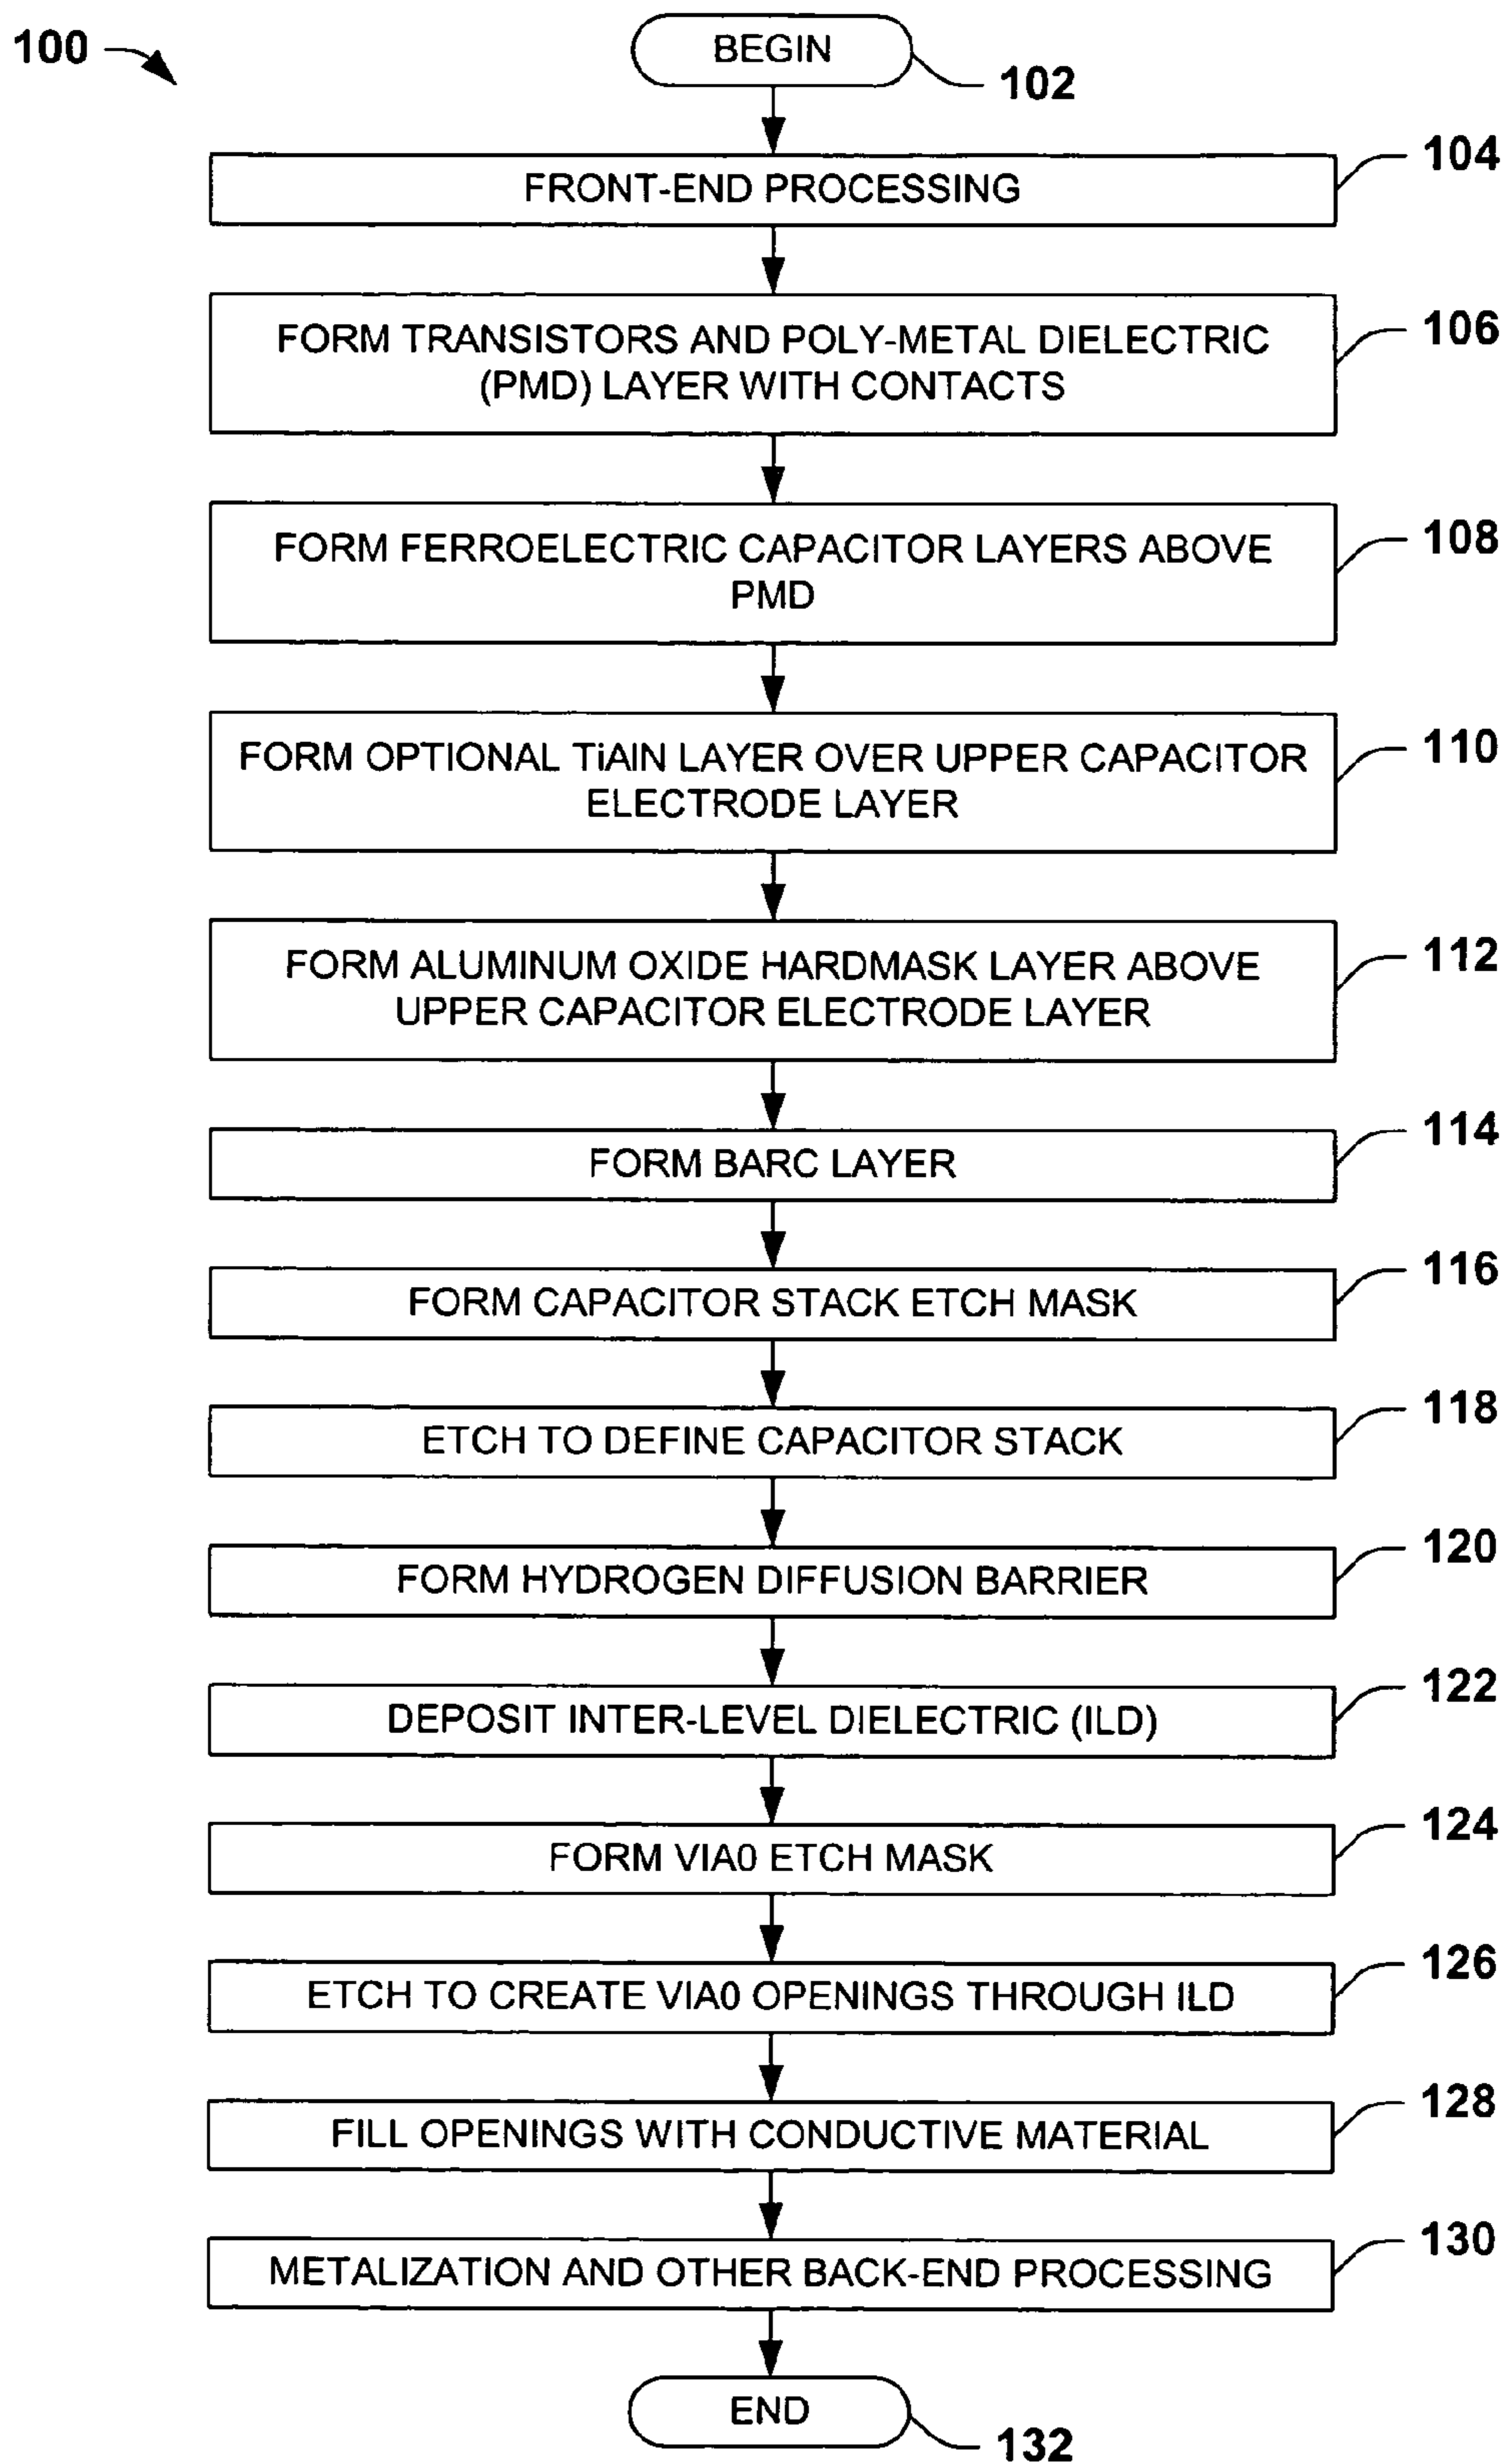 100
BEGIN
102
104
FRONT-END PROCESSING
106
FORM TRANSISTORS AND POLY-METAL DIELECTRIC
(PMD) LAYER WITH CONTACTS
108
FORM FERROELECTRIC CAPACITOR LAYERS ABOVE
PMD
110
FORM OPTIONAL TiAlN LAYER OVER UPPER CAPACITOR
ELECTRODE LAYER
112
FORM ALUMINUM OXIDE HARDMASK LAYER ABOVE
UPPER CAPACITOR ELECTRODE LAYER
114
FORM BARC LAYER
116
FORM CAPACITOR STACK ETCH MASK
118
ETCH TO DEFINE CAPACITOR STACK
120
FORM HYDROGEN DIFFUSION BARRIER
122
DEPOSIT INTER-LEVEL DIELECTRIC (ILD)
124
FORM VIA0 ETCH MASK
126
ETCH TO CREATE VIA0 OPENINGS THROUGH ILD
128
FILL OPENINGS WITH CONDUCTIVE MATERIAL
130
METALIZATION AND OTHER BACK-END PROCESSING
END
132